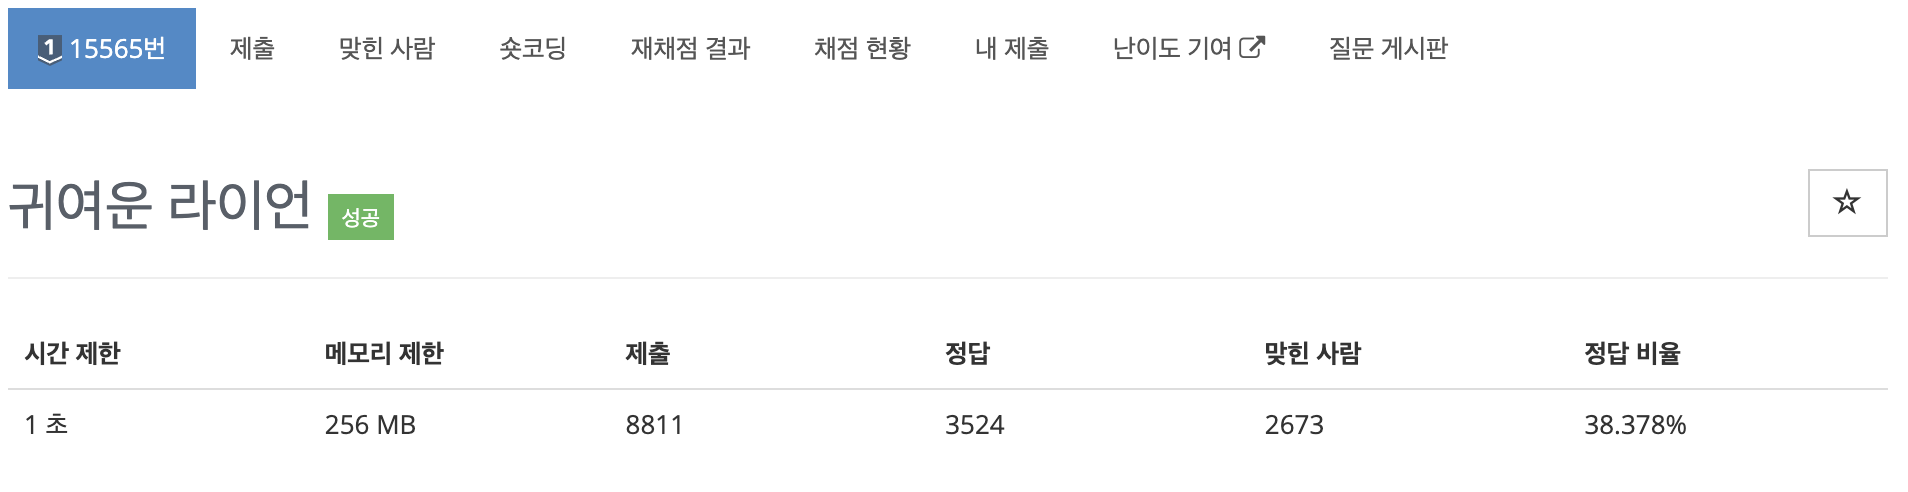 1 15565번 제출 맞힌 사람 숏코딩 재채점 결과 채점 현황 내 제출 난이도 기여 질문 게시판
귀여운 라이언 성공
시간 제한 메모리 제한 제출 정답 맞힌 사람 정답 비율
1 초 256 MB 8811 3524 2673 38.378%